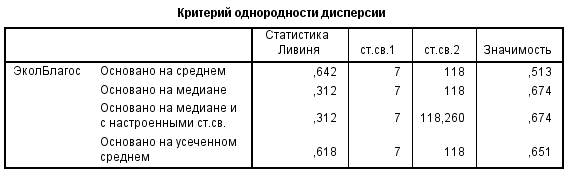 Критерий однородности дисперсии
Статистика
Ливиня ст.св.1 ст.св.2 Значимость
ЭколБлагос Основано на среднем ,642 7 118 ,513
Основано на медиане ,312 7 118 ,674
Основано на медиане и
с настроенными ст.св. ,312 7 118,260 ,674
Основано на усеченном
среднем ,618 7 118 ,651